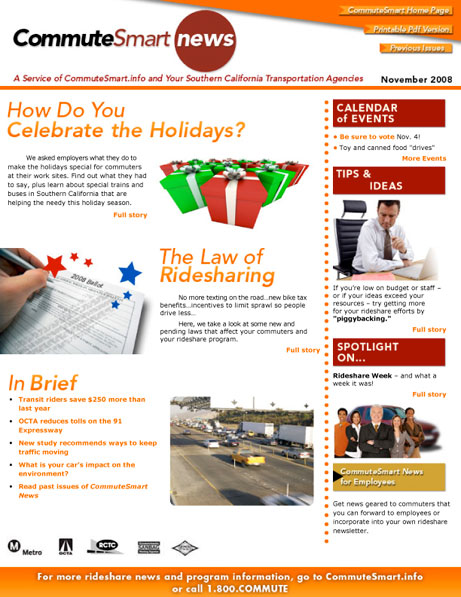 CommuteSmart Home Page
Printable Pdf Version
Previous Issues
CommuteSmart news
A Service of CommuteSmart.info and Your Southern California Transportation Agencies
November 2008
How Do You
Celebrate the Holidays?
We asked employers what they do to
make the holidays special for commuters
at their work sites. Find out what they had
to say, plus learn about special trains and
buses in Southern California that are
helping the needy this holiday season.
Full story
2008 Ballot
The Law of
Ridesharing
No more texting on the road...new bike tax
benefits...incentives to limit sprawl so people
drive less...
Here, we take a look at some new and
pending laws that affect your commuters and
your rideshare program.
Full story
In Brief
• Transit riders save $250 more than
last year
• OCTA reduces tolls on the 91
Expressway
• New study recommends ways to keep
traffic moving
• What is your car's impact on the
environment?
• Read past issues of CommuteSmart
News
CALENDAR
of EVENTS
Be sure to vote Nov. 4!
Toy and canned food "drives"
More Events
TIPS &
IDEAS
If you're low on budget or staff –
or if your ideas exceed your
resources – try getting more
for your rideshare efforts by
"piggybacking."
Full story
SPOTLIGHT
ON...
Rideshare Week – and what a
week it was!
Full story
CommuteSmart News
for Employees
Get news geared to commuters that
you can forward to employees or
incorporate into your own rideshare
newsletter.
Metro
OCTA
RCTC
SANBAG
For more rideshare news and program information, go to CommuteSmart.info
or call 1.800.COMMUTE